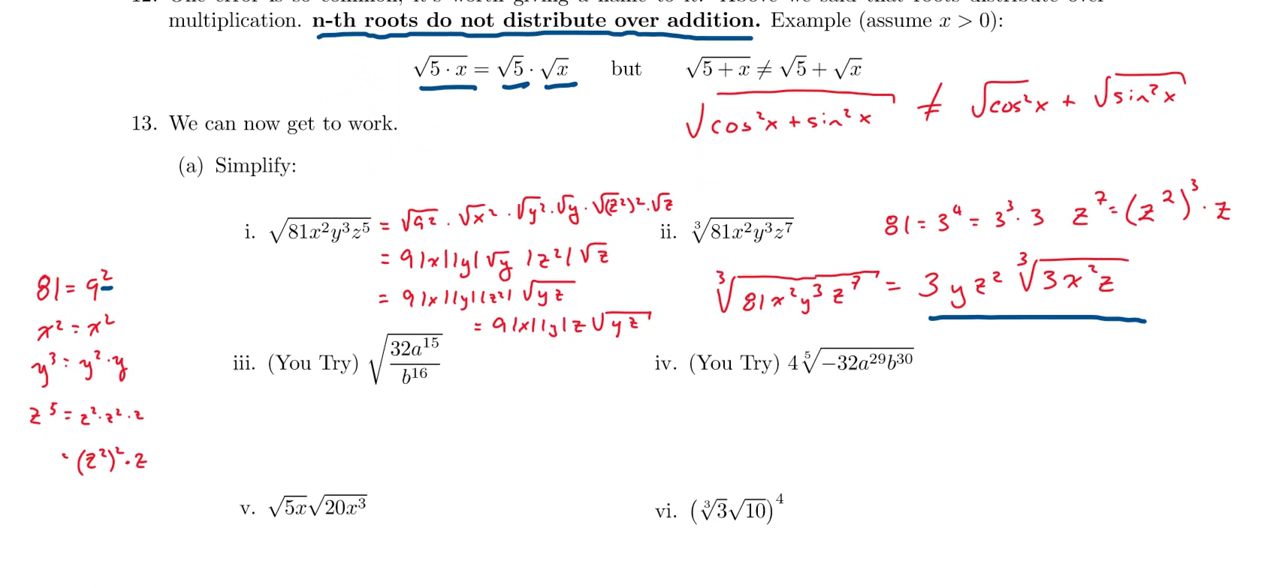 multiplication. n-th roots do not distribute over addition. Example (assume x > 0):
√(5 · x) = √5 · √x but √(5 + x) ≠ √5 + √x
√(cos²x + sin²x) ≠ √(cos²x) + √(sin²x)
13. We can now get to work.
(a) Simplify:
i. √(81x²y³z⁵) = √(9²) · √(x²) · √(y²) · √y · √((z²)²) · √z
= 9|x||y|√y |z²|√z
= 9|x||y||z²|√(yz)
= 9|x||y|z√(yz)
81 = 9²
x² = x²
y³ = y² · y
z⁵ = z² · z² · z
= (z²)² · z
ii. ∛(81x²y³z⁷)
81 = 3⁴ = 3³ · 3 z⁷ = (z²)³ · z
∛(81x²y³z⁷) = 3yz² ∛(3x²z)
iii. (You Try) √(32a¹⁵/b¹⁶)
iv. (You Try) 4 ⁵√(−32a²⁹b³⁰)
v. √(5x)√(20x³)
vi. (∛3√10)⁴